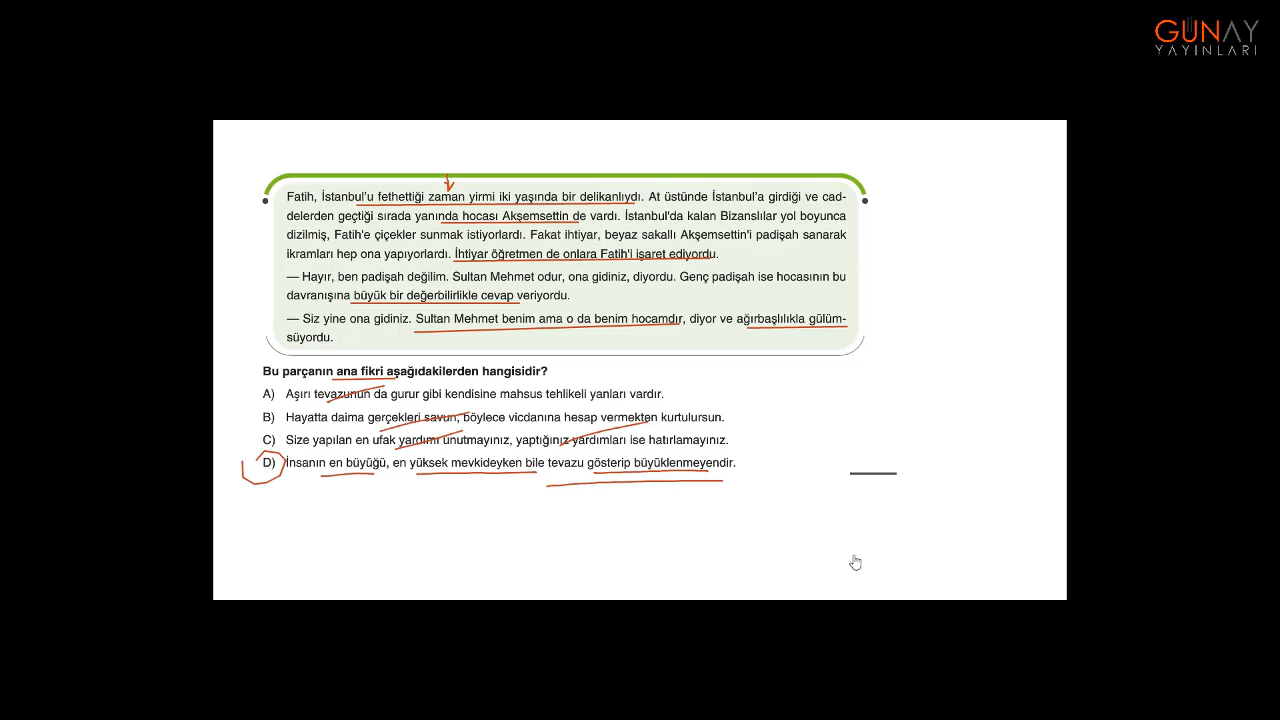 GÜNAY
YAYINLARI
Fatih, İstanbul'u fethettiği zaman yirmi iki yaşında bir delikanlıydı. At üstünde İstanbul'a girdiği ve cad-
delerden geçtiği sırada yanında hocası Akşemsettin de vardı. İstanbul'da kalan Bizanslılar yol boyunca
dizilmiş, Fatih'e çiçekler sunmak istiyorlardı. Fakat ihtiyar, beyaz sakallı Akşemsettin'i padişah sanarak
ikramları hep ona yapıyorlardı. İhtiyar öğretmen de onlara Fatih'i işaret ediyordu.
— Hayır, ben padişah değilim. Sultan Mehmet odur, ona gidiniz, diyordu. Genç padişah ise hocasının bu
davranışına büyük bir değerbilirlikle cevap veriyordu.
— Siz yine ona gidiniz. Sultan Mehmet benim ama o da benim hocamdır, diyor ve ağırbaşlılıkla gülüm-
süyordu.
Bu parçanın ana fikri aşağıdakilerden hangisidir?
A) Aşırı tevazunun da gurur gibi kendisine mahsus tehlikeli yanları vardır.
B) Hayatta daima gerçekleri savun, böylece vicdanına hesap vermekten kurtulursun.
C) Size yapılan en ufak yardımı unutmayınız, yaptığınız yardımları ise hatırlamayınız.
D) İnsanın en büyüğü, en yüksek mevkideyken bile tevazu gösterip büyüklenmeyendir.